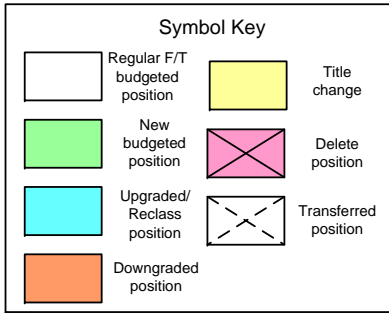 Symbol Key
Regular F/T
budgeted
position
Title
change
New
budgeted
position
Delete
position
Upgraded/
Reclass
position
Transferred
position
Downgraded
position